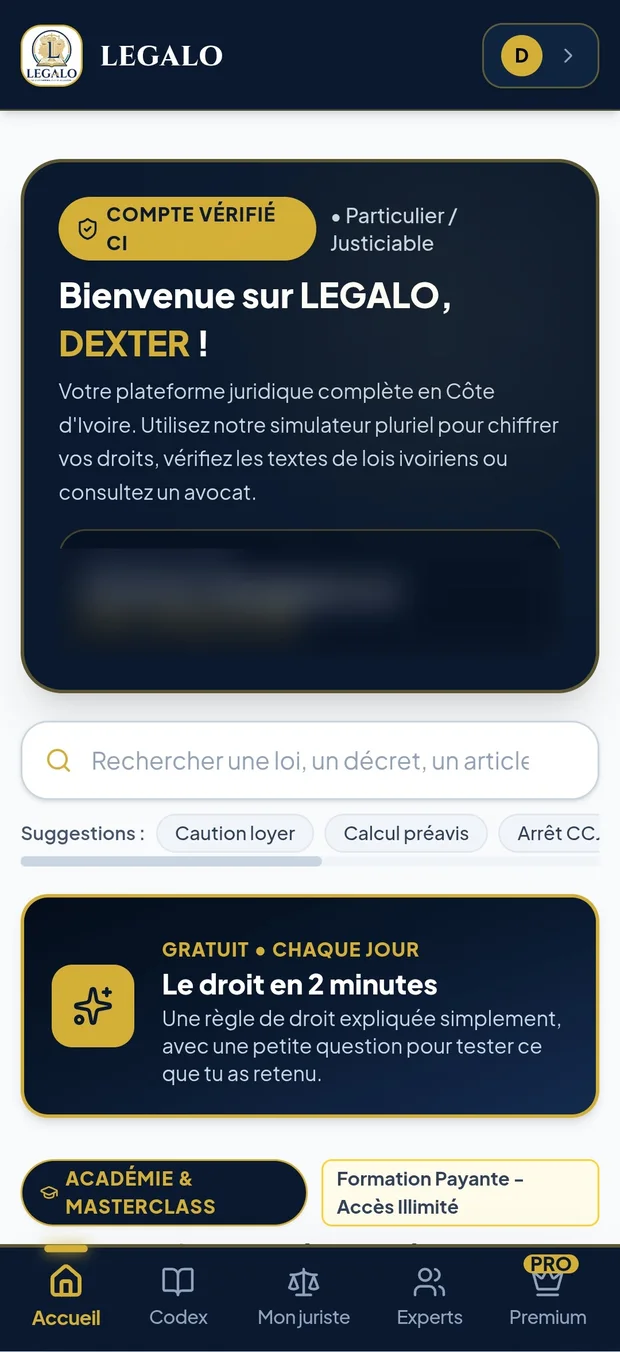 LEGALO
LEGALO
D
COMPTE VÉRIFIÉ
CI
• Particulier /
Justiciable
Bienvenue sur LEGALO,
DEXTER !
Votre plateforme juridique complète en Côte
d'Ivoire. Utilisez notre simulateur pluriel pour chiffrer
vos droits, vérifiez les textes de lois ivoiriens ou
consultez un avocat.
Rechercher une loi, un décret, un article
Suggestions :
Caution loyer
Calcul préavis
Arrêt CC
GRATUIT • CHAQUE JOUR
Le droit en 2 minutes
Une règle de droit expliquée simplement,
avec une petite question pour tester ce
que tu as retenu.
ACADÉMIE &
MASTERCLASS
Formation Payante –
Accès Illimité
Accueil
Codex
Mon juriste
Experts
PRO
Premium